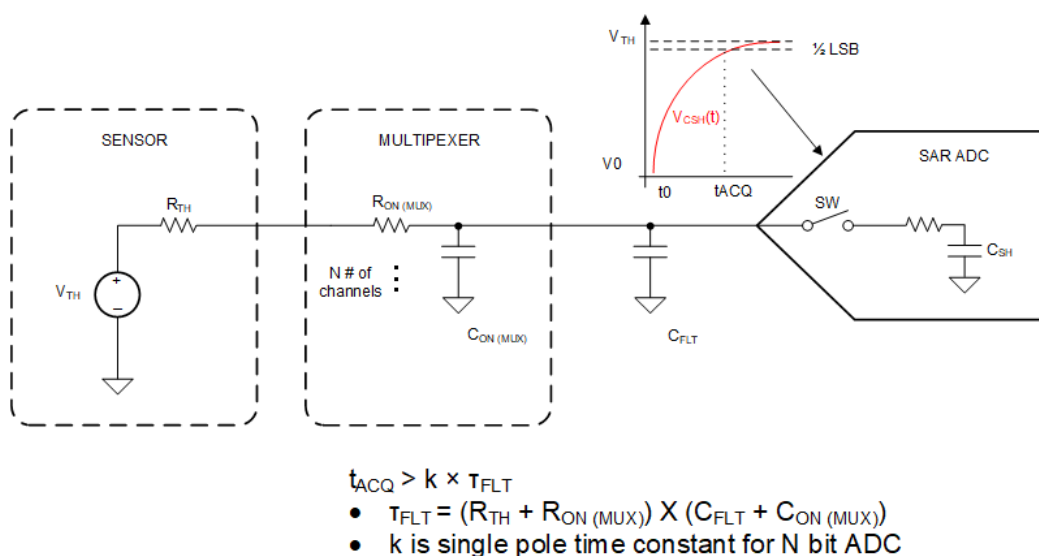 V TH
½ LSB
VCSH(t)
V0
t0
tACQ
SENSOR
MULTIPEXER
SAR ADC
RTH
RON (MUX)
SW
CSH
VTH
+
−
N # of
channels
CON (MUX)
CFLT
tACQ > k × τFLT
• τFLT = (RTH + RON (MUX)) X (CFLT + CON (MUX))
• k is single pole time constant for N bit ADC